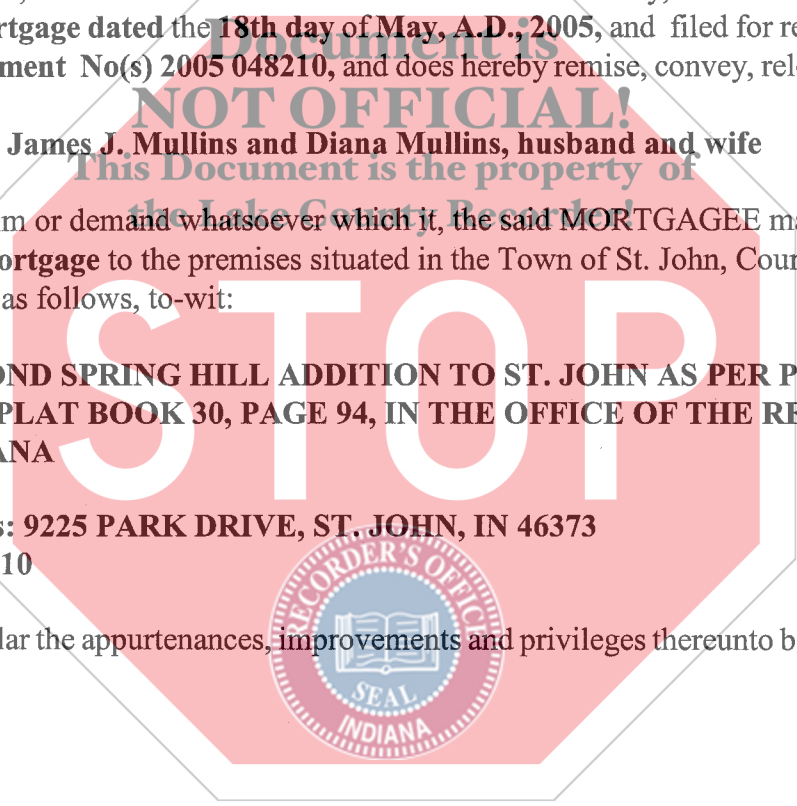 rtgage dated the 18th day of May, A.D., 2005, and filed for re
Document is
ment No(s) 2005 048210, and does hereby remise, convey, rel
NOT OFFICIAL!
James J. Mullins and Diana Mullins, husband and wife
This Document is the property of
the Lake County Recorder!
m or demand whatsoever which it, the said MORTGAGEE ma
ortgage to the premises situated in the Town of St. John, Coun
as follows, to-wit:
STOP
OND SPRING HILL ADDITION TO ST. JOHN AS PER P
PLAT BOOK 30, PAGE 94, IN THE OFFICE OF THE RE
ANA
s: 9225 PARK DRIVE, ST. JOHN, IN 46373
10
RECORDER'S OFFICE
lar the appurtenances, improvements and privileges thereunto b
SEAL
INDIANA